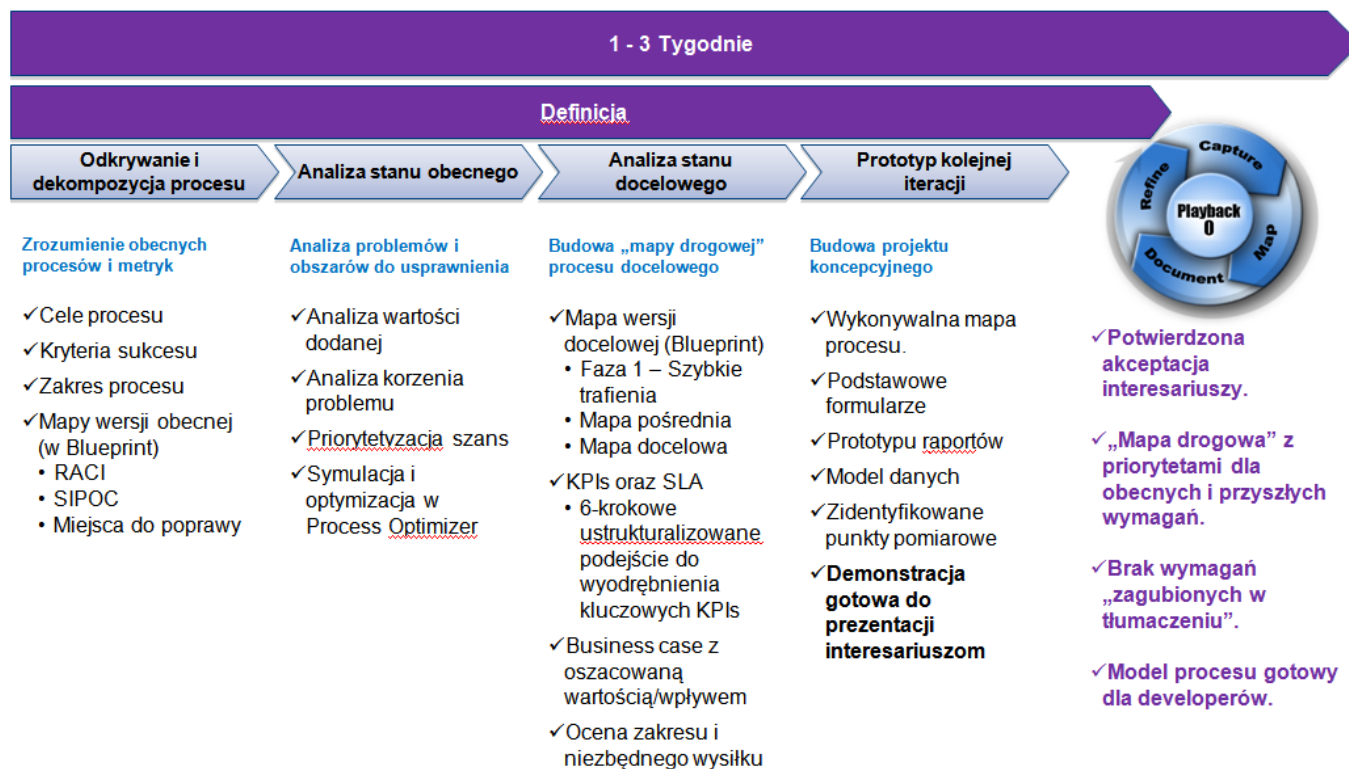 1 - 3 Tygodnie
Definicja
Odkrywanie i
dekompozycja procesu
Analiza stanu obecnego
Analiza stanu
docelowego
Prototyp kolejnej
iteracji
Zrozumienie obecnych
procesów i metryk
✓Cele procesu
✓Kryteria sukcesu
✓Zakres procesu
✓Mapy wersji obecnej
(w Blueprint)
• RACI
• SIPOC
• Miejsca do poprawy
Analiza problemów i
obszarów do usprawnienia
✓Analiza wartości
dodanej
✓Analiza korzenia
problemu
✓Priorytetyzacja szans
✓Symulacja i
optymizacja w
Process Optimizer
Budowa „mapy drogowej”
procesu docelowego
✓Mapa wersji
docelowej (Blueprint)
• Faza 1 – Szybkie
trafienia
• Mapa pośrednia
• Mapa docelowa
✓KPIs oraz SLA
• 6-krokowe
ustrukturalizowane
podejście do
wyodrębnienia
kluczowych KPIs
✓Business case z
oszacowaną
wartością/wpływem
✓Ocena zakresu i
niezbędnego wysiłku
Budowa projektu
koncepcyjnego
✓Wykonywalna mapa
procesu.
✓Podstawowe
formularze
✓Prototypu raportów
✓Model danych
✓Zidentyfikowane
punkty pomiarowe
✓Demonstracja
gotowa do
prezentacji
interesariuszom
Capture
Map
Document
Refine
Playback
0
✓Potwierdzona
akceptacja
interesariuszy.
✓„Mapa drogowa” z
priorytetami dla
obecnych i przyszłych
wymagań.
✓Brak wymagań
„zagubionych w
tłumaczeniu”.
✓Model procesu gotowy
dla developerów.